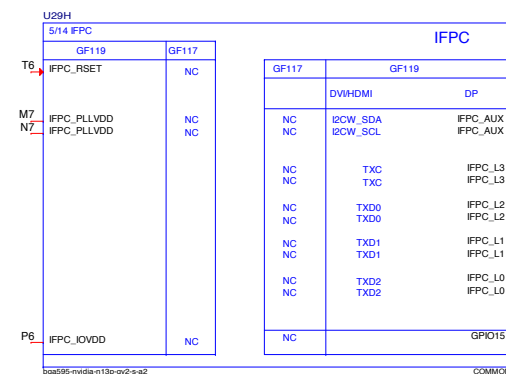 U29H
5/14 IFPC
IFPC
GF119 GF117
T6 IFPC_RSET NC
GF117 GF119
DVI/HDMI DP
M7 IFPC_PLLVDD NC
N7 IFPC_PLLVDD NC
NC I2CW_SDA IFPC_AUX
NC I2CW_SCL IFPC_AUX
NC TXC IFPC_L3
NC TXC IFPC_L3
NC TXD0 IFPC_L2
NC TXD0 IFPC_L2
NC TXD1 IFPC_L1
NC TXD1 IFPC_L1
NC TXD2 IFPC_L0
NC TXD2 IFPC_L0
P6 IFPC_IOVDD NC
NC GPIO15
bga595-nvidia-n13p-gv2-s-a2